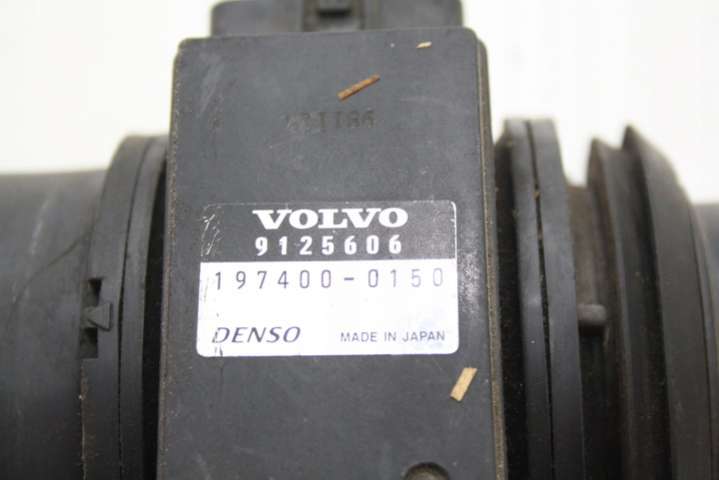 VOLVO
9125606
197400-0150
DENSO MADE IN JAPAN